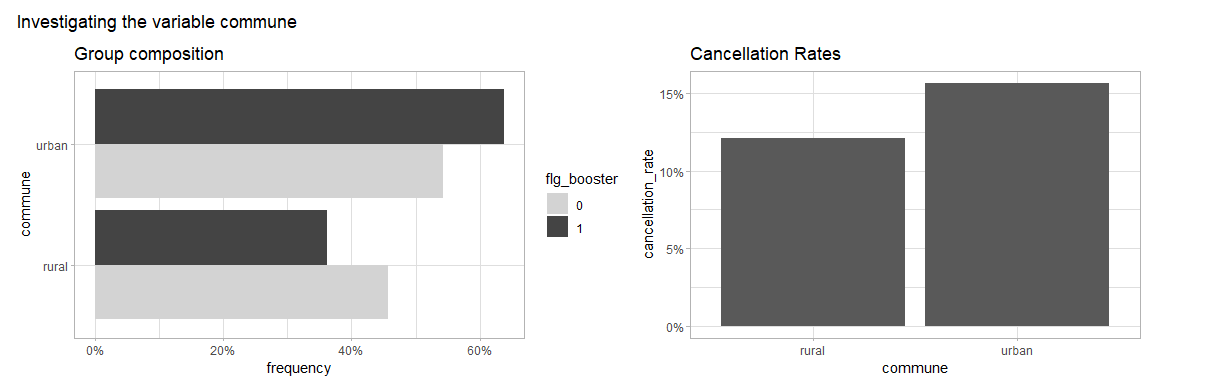 Investigating the variable commune
Group composition
commune
urban
rural
0%
20%
40%
60%
frequency
flg_booster
0
1
Cancellation Rates
cancellation_rate
15%
10%
5%
0%
rural
urban
commune